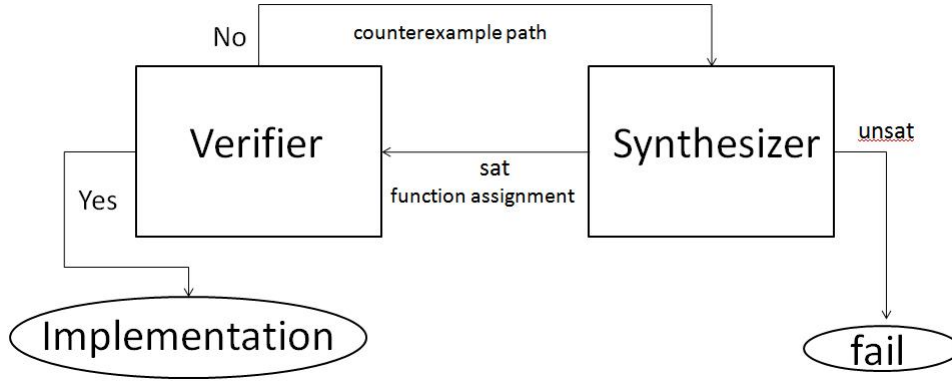 No
counterexample path
Verifier
Synthesizer
unsat
sat
function assignment
Yes
Implementation
fail